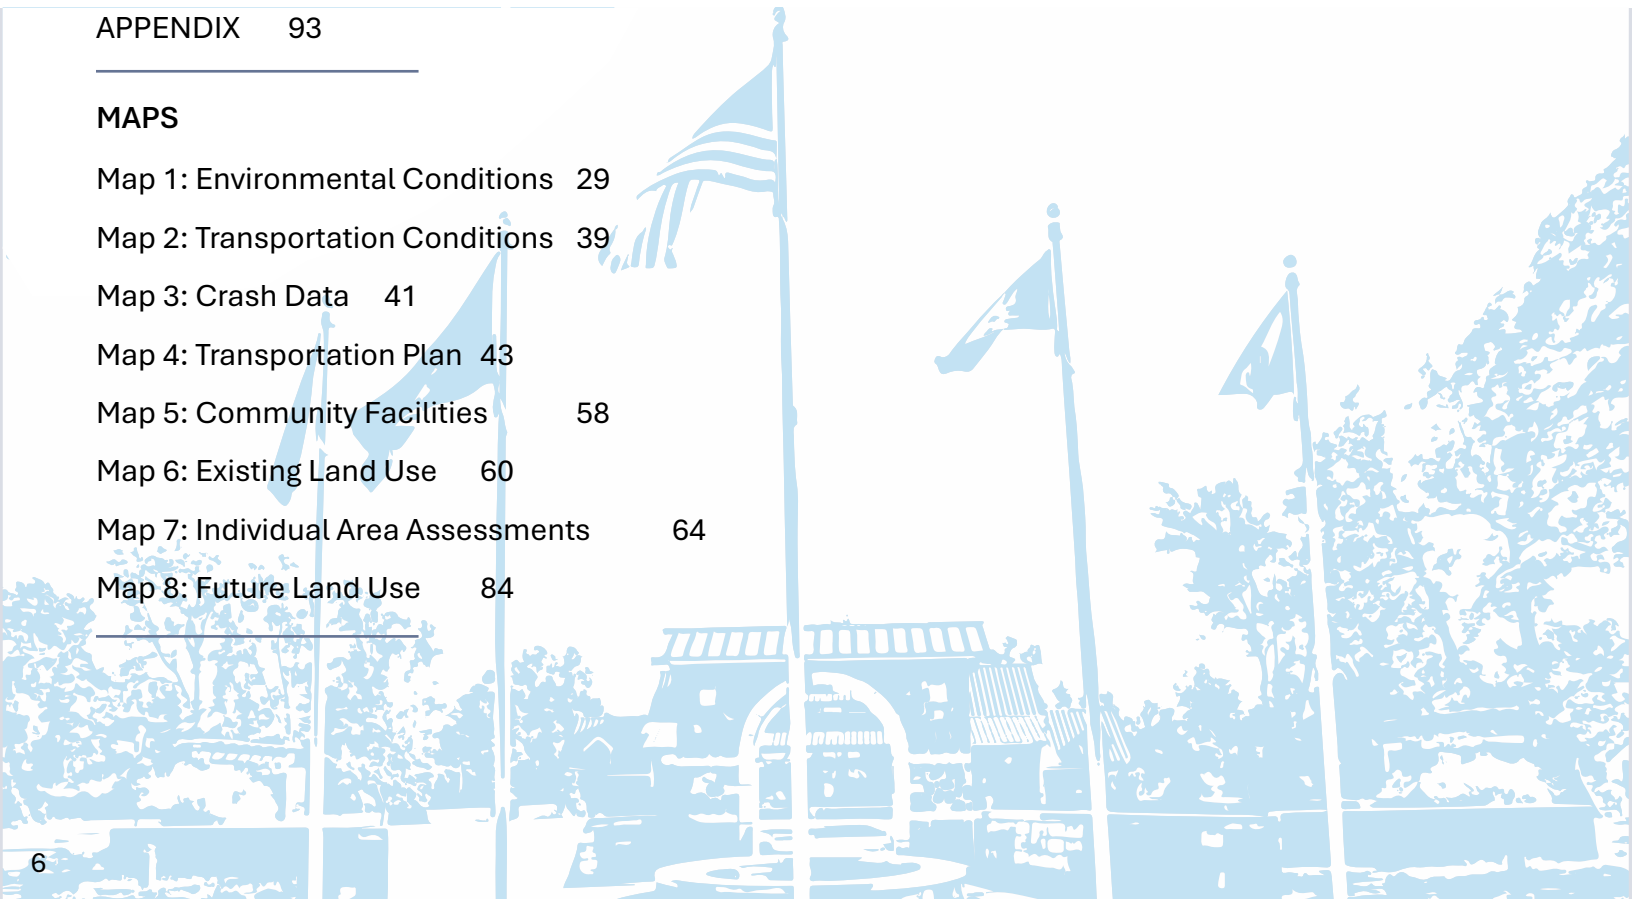 APPENDIX 93
MAPS
Map 1: Environmental Conditions 29
Map 2: Transportation Conditions 39
Map 3: Crash Data 41
Map 4: Transportation Plan 43
Map 5: Community Facilities 58
Map 6: Existing Land Use 60
Map 7: Individual Area Assessments 64
Map 8: Future Land Use 84
6